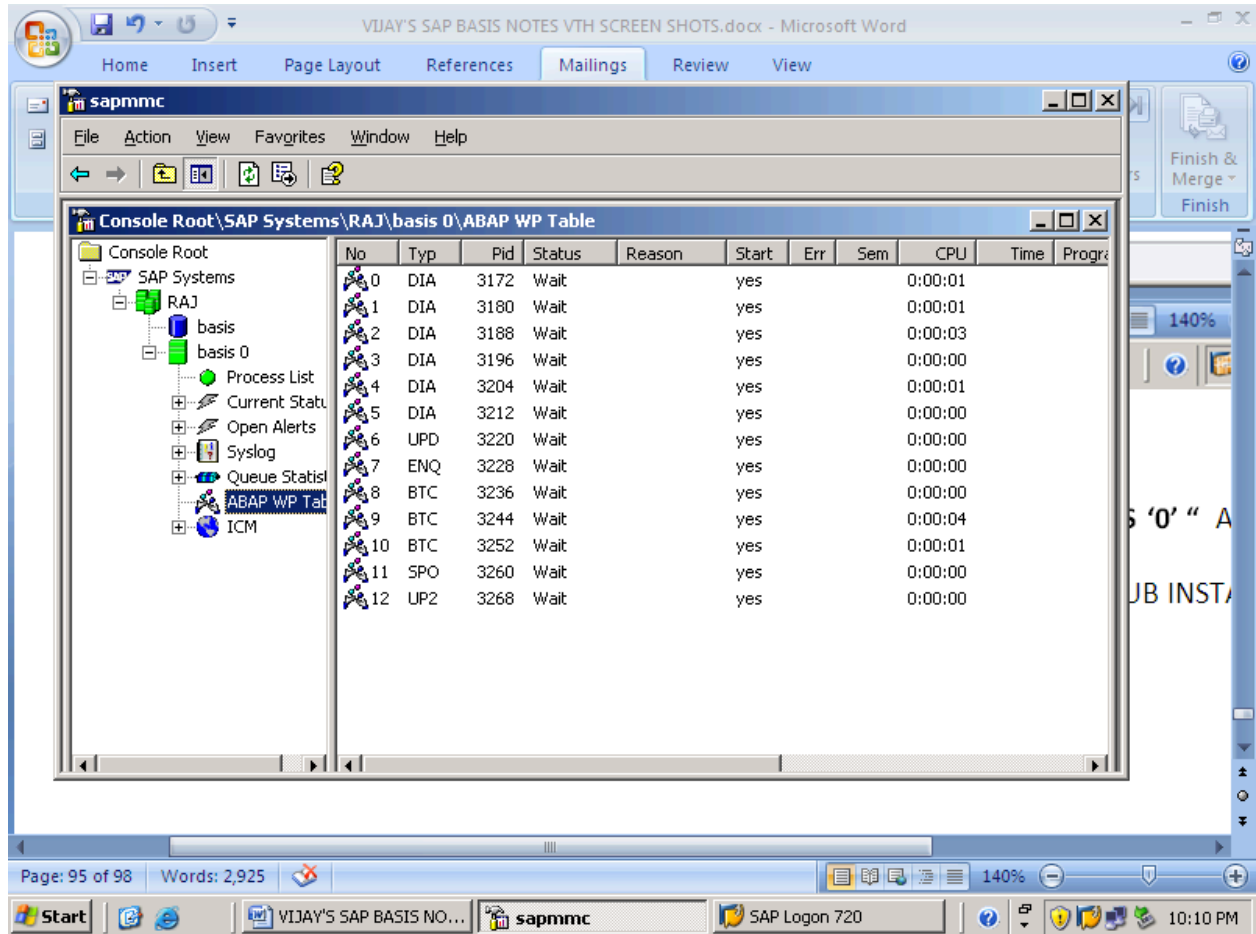 VIJAY'S SAP BASIS NOTES VTH SCREEN SHOTS.docx - Microsoft Word
Home Insert Page Layout References Mailings Review View
sapmmc
File Action View Favorites Window Help
Finish &
Merge
Finish
Console Root\SAP Systems\RAJ\basis 0\ABAP WP Table
Console Root
SAP Systems
RAJ
basis
basis 0
Process List
Current Statu
Open Alerts
Syslog
Queue Statist
ABAP WP Tab
ICM
No Typ Pid Status Reason Start Err Sem CPU Time Progra
0 DIA 3172 Wait yes 0:00:01
1 DIA 3180 Wait yes 0:00:01
2 DIA 3188 Wait yes 0:00:03
3 DIA 3196 Wait yes 0:00:00
4 DIA 3204 Wait yes 0:00:01
5 DIA 3212 Wait yes 0:00:00
6 UPD 3220 Wait yes 0:00:00
7 ENQ 3228 Wait yes 0:00:00
8 BTC 3236 Wait yes 0:00:00
9 BTC 3244 Wait yes 0:00:04
10 BTC 3252 Wait yes 0:00:01
11 SPO 3260 Wait yes 0:00:00
12 UP2 3268 Wait yes 0:00:00
140%
S '0' " A
UB INSTA
Page: 95 of 98 Words: 2,925 140%
Start VIJAY'S SAP BASIS NO... sapmmc SAP Logon 720 10:10 PM